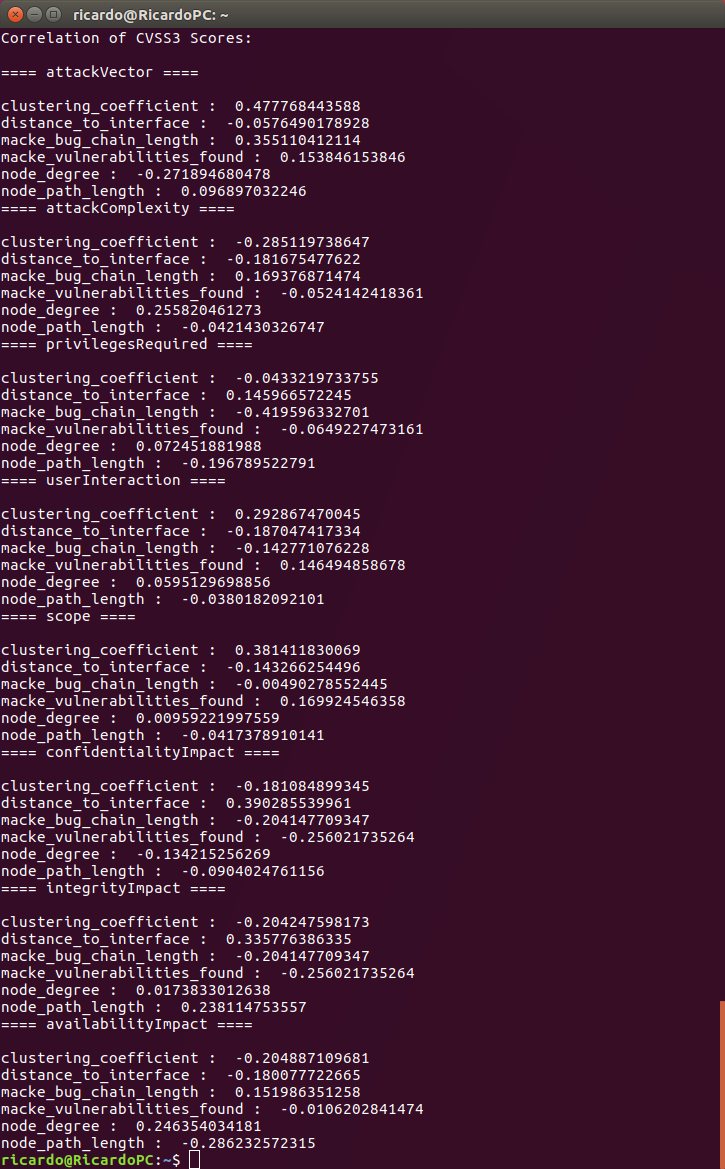 ricardo@RicardoPC: ~
Correlation of CVSS3 Scores:
==== attackVector ====
clustering_coefficient :  0.477768443588
distance_to_interface :  -0.0576490178928
macke_bug_chain_length :  0.355110412114
macke_vulnerabilities_found :  0.153846153846
node_degree :  -0.271894680478
node_path_length :  0.096897032246
==== attackComplexity ====
clustering_coefficient :  -0.285119738647
distance_to_interface :  -0.181675477622
macke_bug_chain_length :  0.169376871474
macke_vulnerabilities_found :  -0.0524142418361
node_degree :  0.255820461273
node_path_length :  -0.0421430326747
==== privilegesRequired ====
clustering_coefficient :  -0.0433219733755
distance_to_interface :  0.145966572245
macke_bug_chain_length :  -0.419596332701
macke_vulnerabilities_found :  -0.0649227473161
node_degree :  0.072451881988
node_path_length :  -0.196789522791
==== userInteraction ====
clustering_coefficient :  0.292867470045
distance_to_interface :  -0.187047417334
macke_bug_chain_length :  -0.142771076228
macke_vulnerabilities_found :  0.146494858678
node_degree :  0.0595129698856
node_path_length :  -0.0380182092101
==== scope ====
clustering_coefficient :  0.381411830069
distance_to_interface :  -0.143266254496
macke_bug_chain_length :  -0.00490278552445
macke_vulnerabilities_found :  0.169924546358
node_degree :  0.00959221997559
node_path_length :  -0.0417378910141
==== confidentialityImpact ====
clustering_coefficient :  -0.181084899345
distance_to_interface :  0.390285539961
macke_bug_chain_length :  -0.204147709347
macke_vulnerabilities_found :  -0.256021735264
node_degree :  -0.134215256269
node_path_length :  -0.0904024761156
==== integrityImpact ====
clustering_coefficient :  -0.204247598173
distance_to_interface :  0.335776386335
macke_bug_chain_length :  -0.204147709347
macke_vulnerabilities_found :  -0.256021735264
node_degree :  0.0173833012638
node_path_length :  0.238114753557
==== availabilityImpact ====
clustering_coefficient :  -0.204887109681
distance_to_interface :  -0.180077722665
macke_bug_chain_length :  0.151986351258
macke_vulnerabilities_found :  -0.0106202841474
node_degree :  0.246354034181
node_path_length :  -0.286232572315
ricardo@RicardoPC:~$